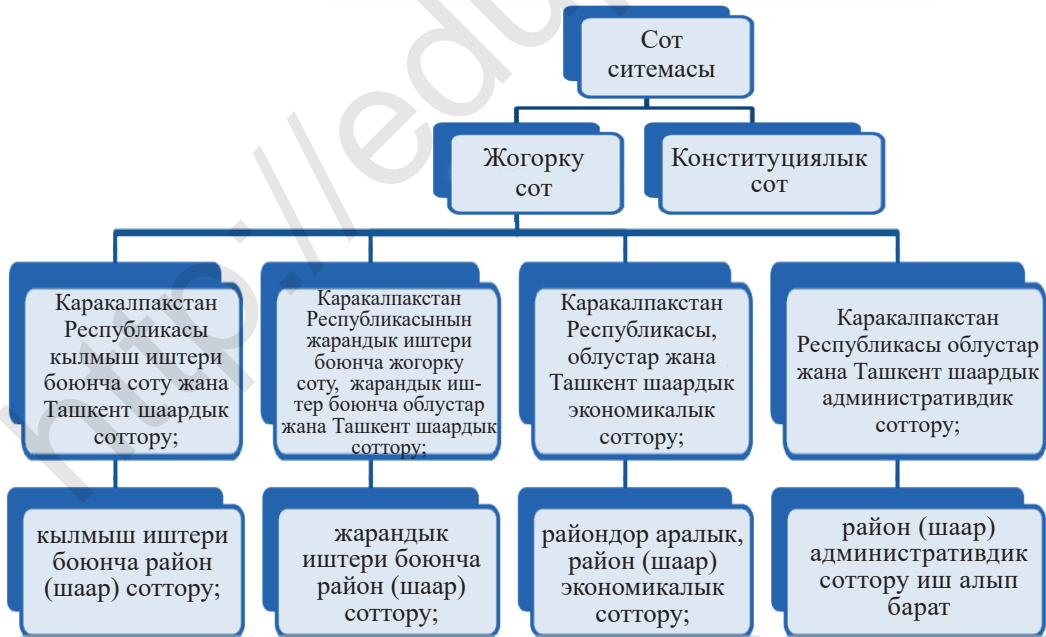 Сот
ситемасы
Жогорку
сот
Конституциялык
сот
Каракалпакстан
Республикасы
кылмыш иштери
боюнча соту жана
Ташкент шаардык
соттору;
Каракалпакстан
Республикасынын
жарандык иштери
боюнча жогорку
соту, жарандык иш-
тер боюнча облустар
жана Ташкент шаардык
соттору;
Каракалпакстан
Республикасы,
облустар жана
Ташкент шаардык
экономикалык
соттору;
Каракалпакстан
Республикасы облустар
жана Ташкент шаардык
административдик
соттору;
кылмыш иштери
боюнча район
(шаар) соттору;
жарандык
иштери боюнча
район (шаар)
соттору;
райондор аралык,
район (шаар)
экономикалык
соттору;
район (шаар)
административдик
соттору иш алып
барат
http://edu